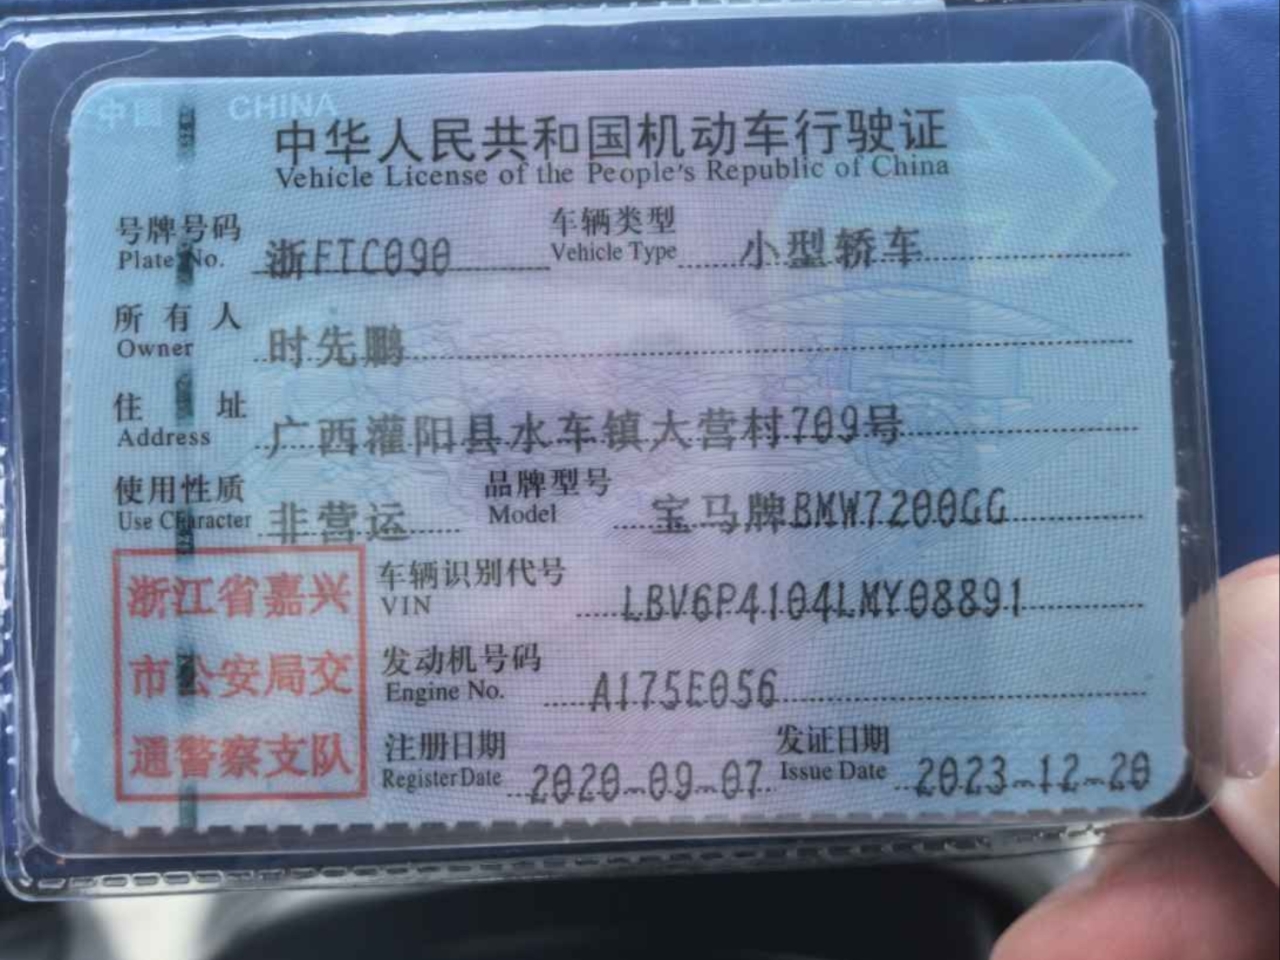 中国 CHINA
中华人民共和国机动车行驶证
Vehicle License of the People's Republic of China
号牌号码 浙FTC090 车辆类型 小型轿车
Plate No. Vehicle Type
所有人 时先鹏
Owner
住址 广西灌阳县水车镇大营村709号
Address
使用性质 非营运 品牌型号 宝马牌BMW7200GG
Use Character Model
浙江省嘉兴
市公安局交
通警察支队
车辆识别代号 LBV6P4104LMY08891
VIN
发动机号码 A175E056
Engine No.
注册日期 2020-09-07 发证日期 2023-12-20
Register Date Issue Date